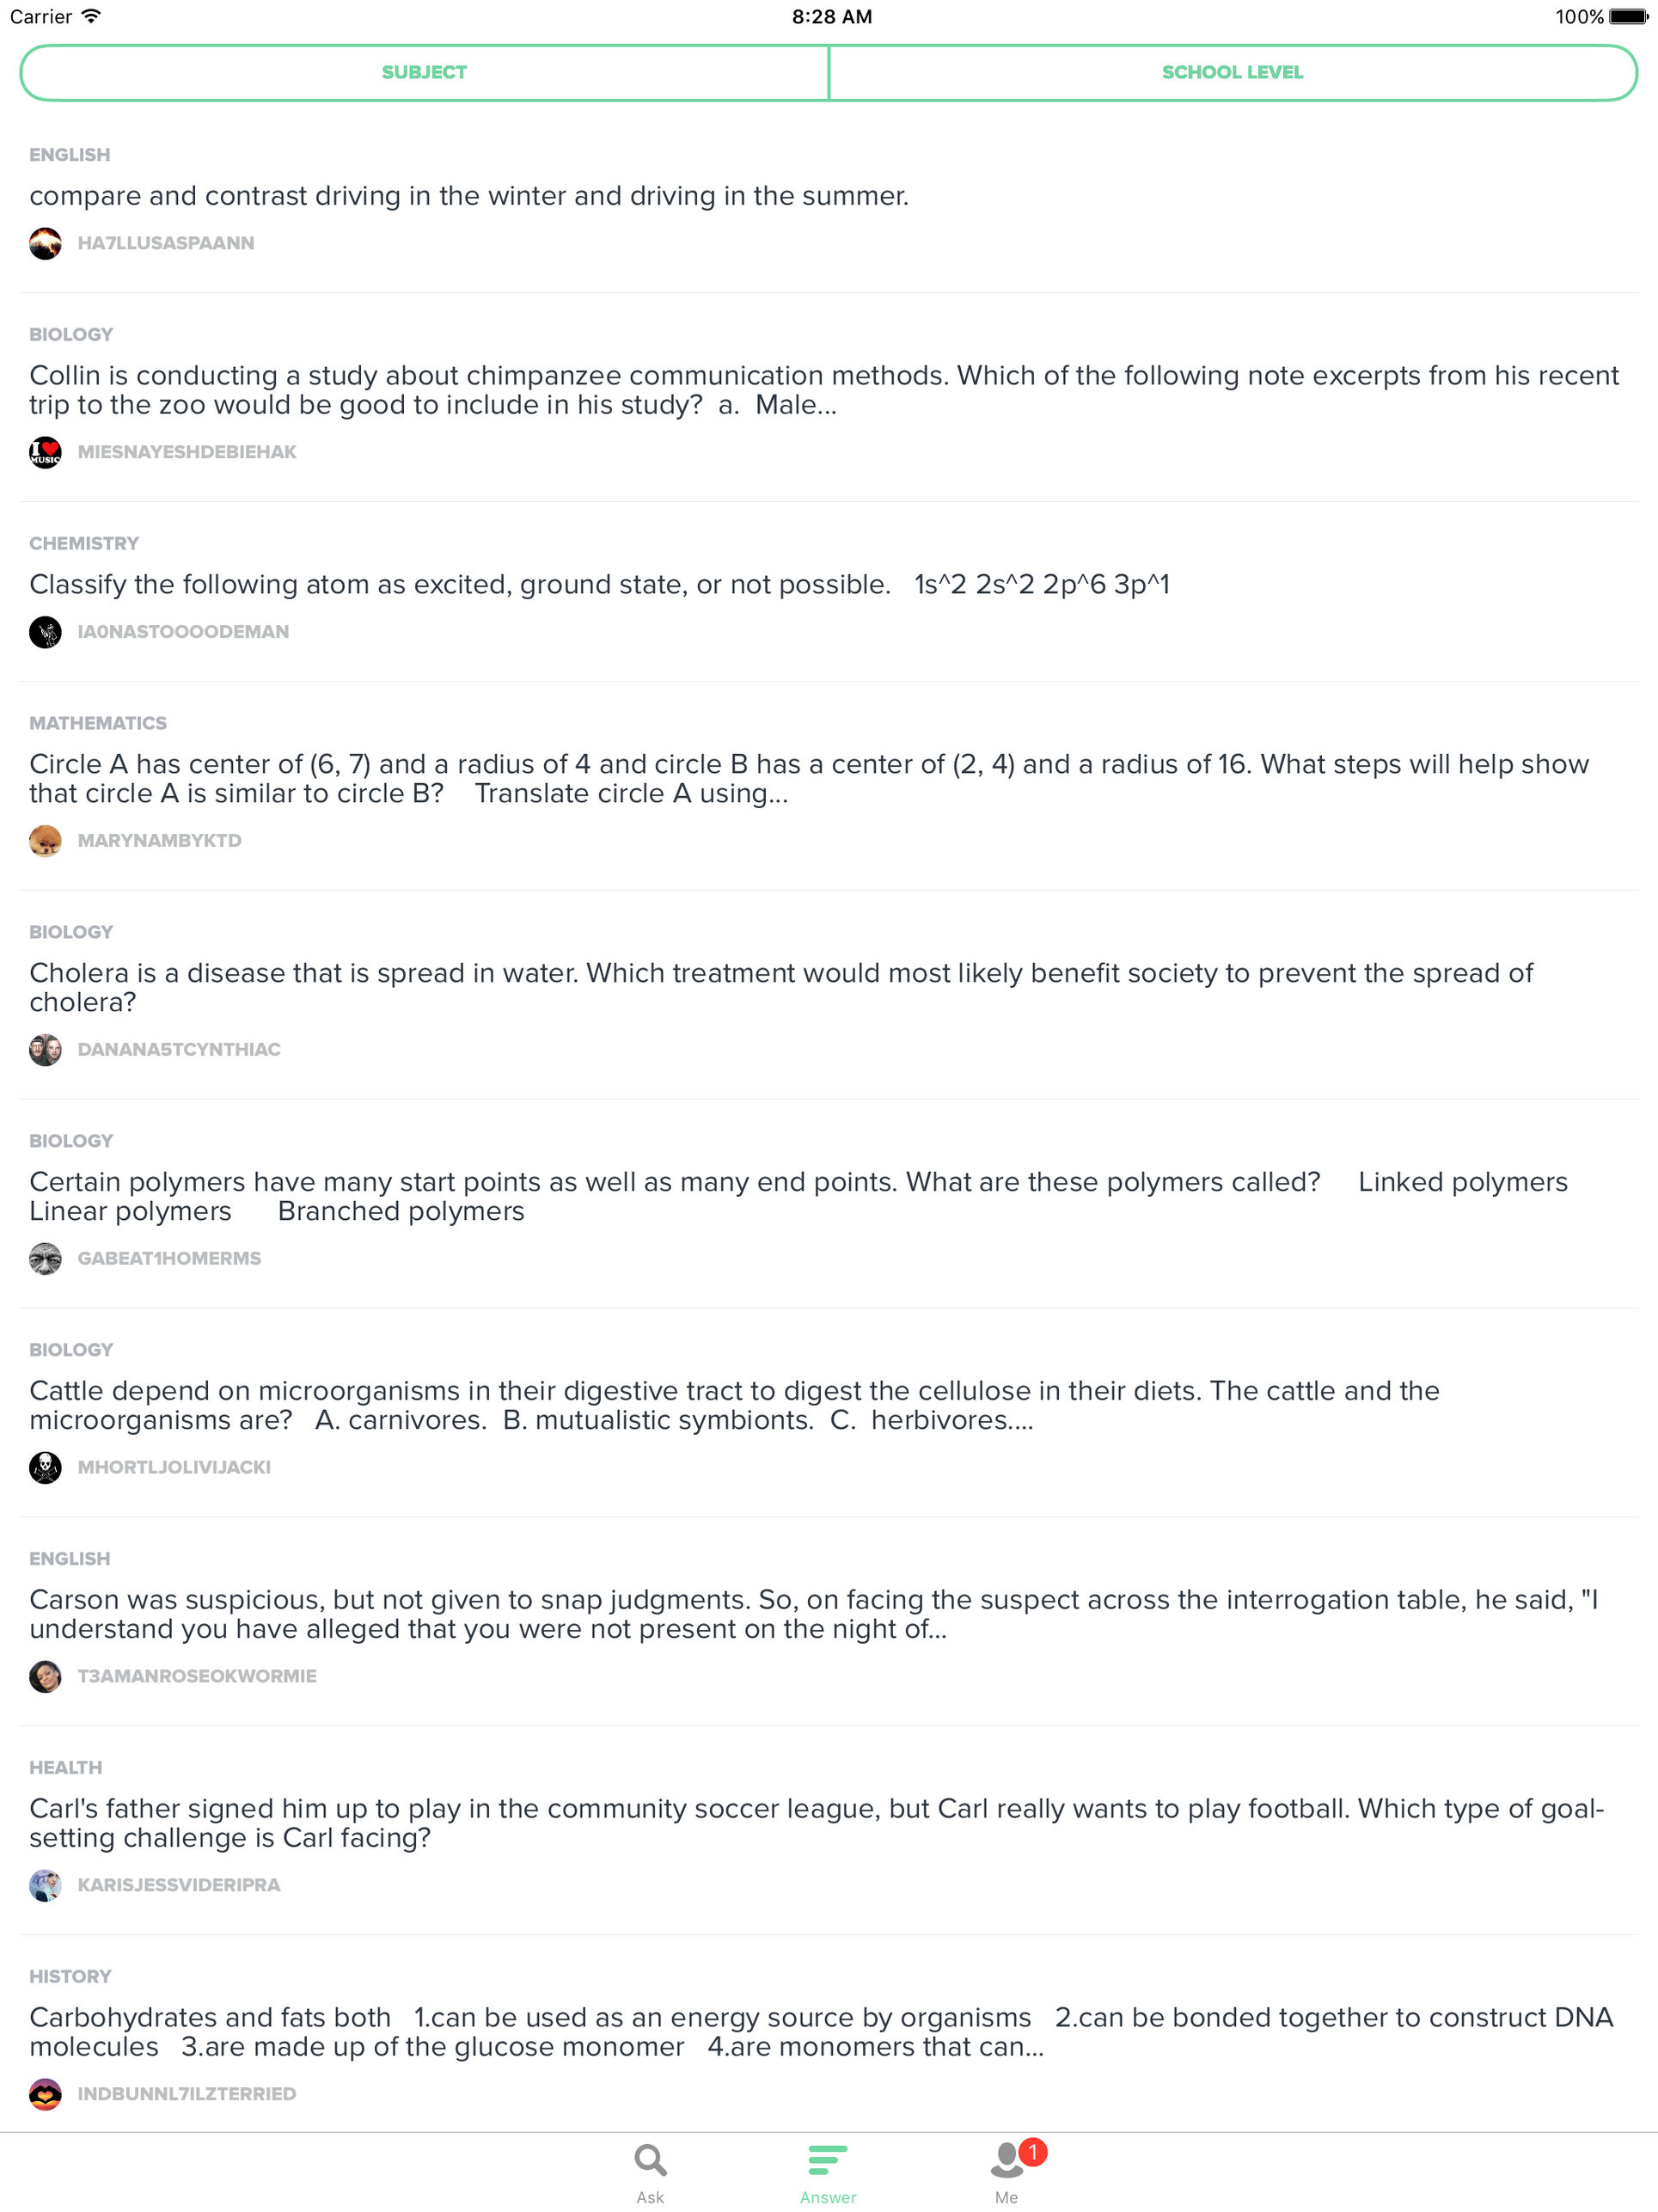 Carrier 8:28 AM 100%
SUBJECT SCHOOL LEVEL
ENGLISH
compare and contrast driving in the winter and driving in the summer.
HA7LLUSASPAANN
BIOLOGY
Collin is conducting a study about chimpanzee communication methods. Which of the following note excerpts from his recent
trip to the zoo would be good to include in his study? a. Male...
I
MUSIC
MIESNAYESHDEBIEHAK
CHEMISTRY
Classify the following atom as excited, ground state, or not possible. 1s^2 2s^2 2p^6 3p^1
IA0NASTOOOODEMAN
MATHEMATICS
Circle A has center of (6, 7) and a radius of 4 and circle B has a center of (2, 4) and a radius of 16. What steps will help show
that circle A is similar to circle B? Translate circle A using...
MARYNAMBYKTD
BIOLOGY
Cholera is a disease that is spread in water. Which treatment would most likely benefit society to prevent the spread of
cholera?
DANANA5TCYNTHIAC
BIOLOGY
Certain polymers have many start points as well as many end points. What are these polymers called? Linked polymers
Linear polymers Branched polymers
GABEAT1HOMERMS
BIOLOGY
Cattle depend on microorganisms in their digestive tract to digest the cellulose in their diets. The cattle and the
microorganisms are? A. carnivores. B. mutualistic symbionts. C. herbivores....
MHORTLJOLIVIJACKI
ENGLISH
Carson was suspicious, but not given to snap judgments. So, on facing the suspect across the interrogation table, he said, "I
understand you have alleged that you were not present on the night of...
T3AMANROSEOKWORMIE
HEALTH
Carl's father signed him up to play in the community soccer league, but Carl really wants to play football. Which type of goal-
setting challenge is Carl facing?
KARISJESSVIDERIPRA
HISTORY
Carbohydrates and fats both 1.can be used as an energy source by organisms 2.can be bonded together to construct DNA
molecules 3.are made up of the glucose monomer 4.are monomers that can...
INDBUNNL7ILZTERRIED
1
Ask Answer Me